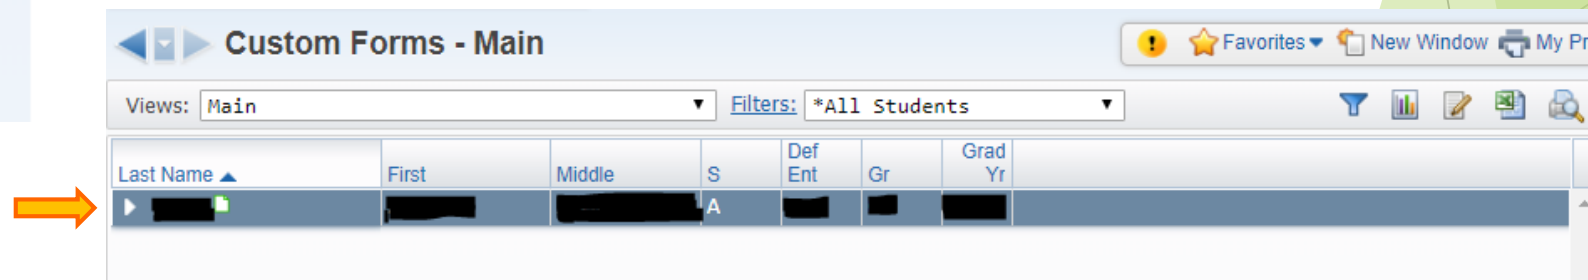 Custom Forms - Main
Favorites New Window My Pr
Views: Main Filters: *All Students
Last Name First Middle S Def Ent Gr Grad Yr
A